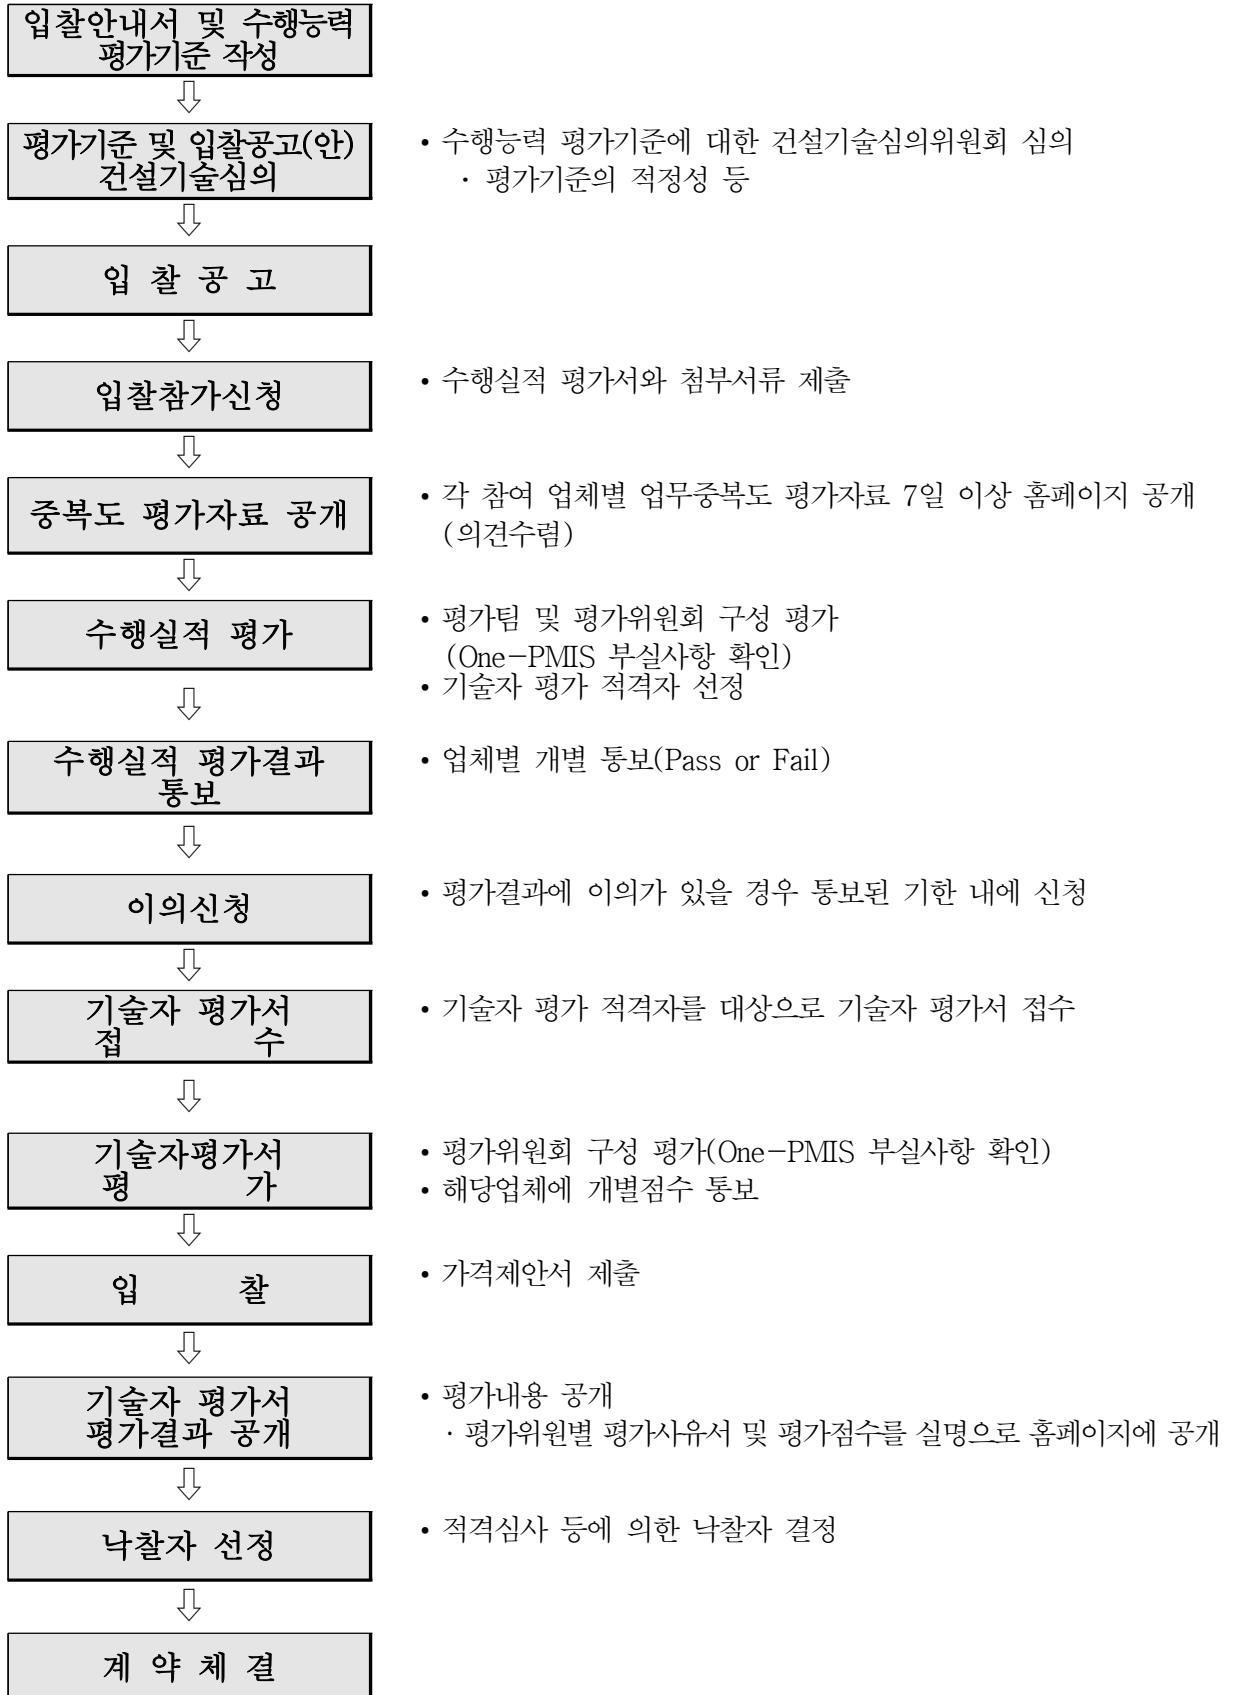 입찰안내서 및 수행능력
평가기준 작성
평가기준 및 입찰공고(안)
건설기술심의
• 수행능력 평가기준에 대한 건설기술심의위원회 심의
· 평가기준의 적정성 등
입 찰 공 고
입찰참가신청
• 수행실적 평가서와 첨부서류 제출
중복도 평가자료 공개
• 각 참여 업체별 업무중복도 평가자료 7일 이상 홈페이지 공개
(의견수렴)
수행실적 평가
• 평가팀 및 평가위원회 구성 평가
(One-PMIS 부실사항 확인)
• 기술자 평가 적격자 선정
수행실적 평가결과
통보
• 업체별 개별 통보(Pass or Fail)
이의신청
• 평가결과에 이의가 있을 경우 통보된 기한 내에 신청
기술자 평가서
접 수
• 기술자 평가 적격자를 대상으로 기술자 평가서 접수
기술자평가서
평 가
• 평가위원회 구성 평가(One-PMIS 부실사항 확인)
• 해당업체에 개별점수 통보
입 찰
• 가격제안서 제출
기술자 평가서
평가결과 공개
• 평가내용 공개
· 평가위원별 평가사유서 및 평가점수를 실명으로 홈페이지에 공개
낙찰자 선정
• 적격심사 등에 의한 낙찰자 결정
계 약 체 결